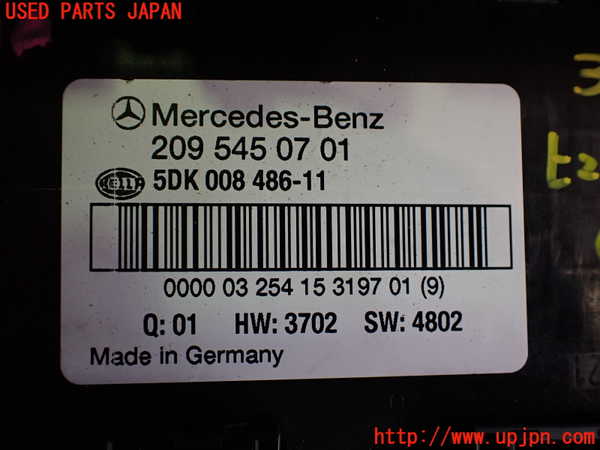 USED PARTS JAPAN
Mercedes-Benz
209 545 07 01
HELLA 5DK 008 486-11
0000 03 254 15 3197 01 (9)
Q: 01 HW: 3702 SW: 4802
Made in Germany
21
http://www.upjpn.com/